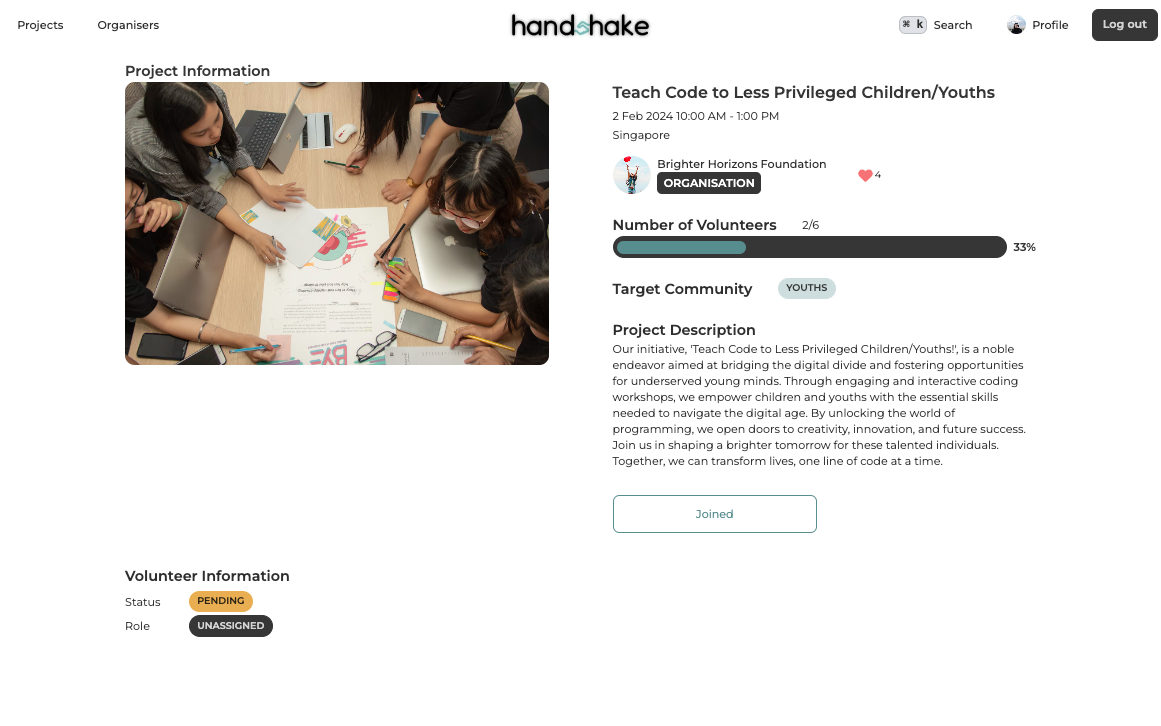 Projects
Organisers
handshake
⌘ k Search
Profile
Log out
Project Information
Teach Code to Less Privileged Children/Youths
2 Feb 2024 10:00 AM - 1:00 PM
Singapore
Brighter Horizons Foundation
ORGANISATION
4
Number of Volunteers 2/6
33%
Target Community YOUTHS
Project Description
Our initiative, 'Teach Code to Less Privileged Children/Youths!', is a noble
endeavor aimed at bridging the digital divide and fostering opportunities
for underserved young minds. Through engaging and interactive coding
workshops, we empower children and youths with the essential skills
needed to navigate the digital age. By unlocking the world of
programming, we open doors to creativity, innovation, and future success.
Join us in shaping a brighter tomorrow for these talented individuals.
Together, we can transform lives, one line of code at a time.
Joined
Volunteer Information
Status PENDING
Role UNASSIGNED